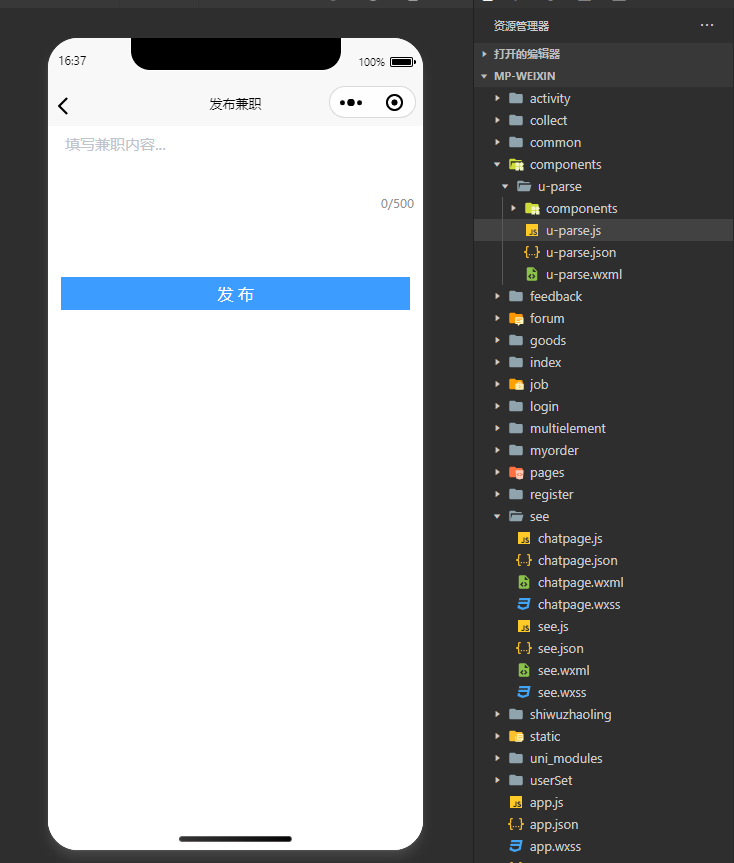 16:37
100%
发布兼职
填写兼职内容...
0/500
发 布
资源管理器
打开的编辑器
MP-WEIXIN
activity
collect
common
components
u-parse
components
u-parse.js
u-parse.json
u-parse.wxml
feedback
forum
goods
index
job
login
multielement
myorder
pages
register
see
chatpage.js
chatpage.json
chatpage.wxml
chatpage.wxss
see.js
see.json
see.wxml
see.wxss
shiwuzhaoling
static
uni_modules
userSet
app.js
app.json
app.wxss